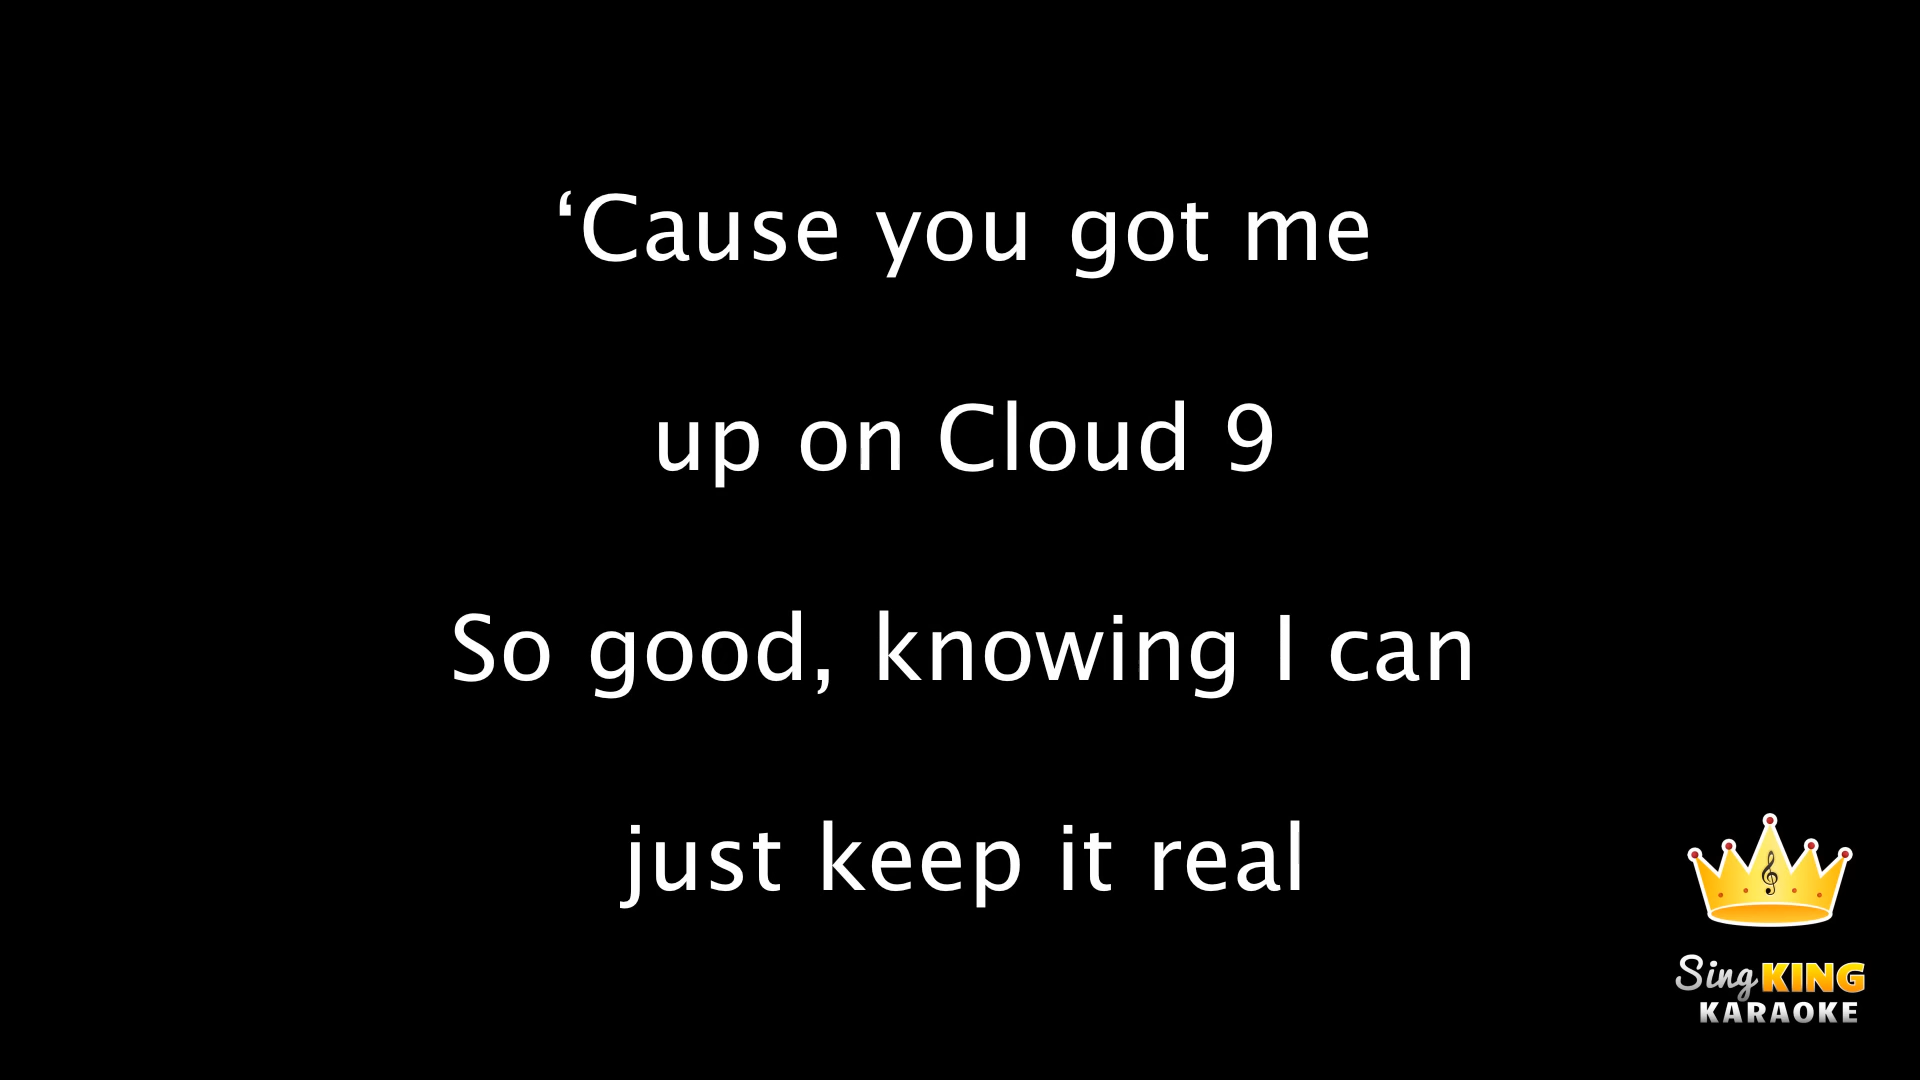 ‘Cause you got me
up on Cloud 9
So good, knowing I can
just keep it real
Sing KING
KARAOKE